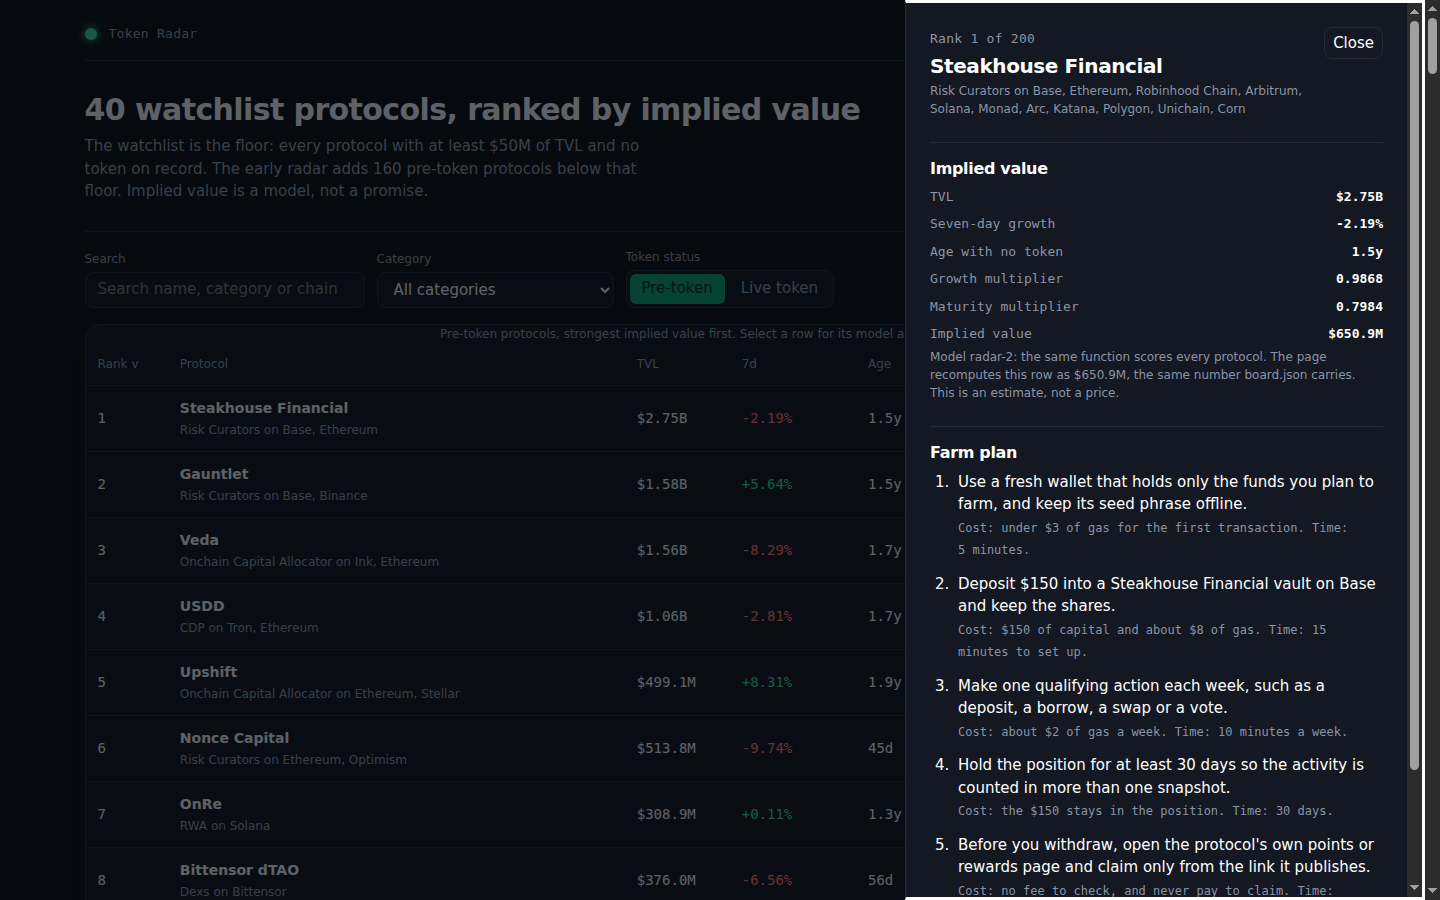 Token Radar
40 watchlist protocols, ranked by implied value
The watchlist is the floor: every protocol with at least $50M of TVL and no
token on record. The early radar adds 160 pre-token protocols below that
floor. Implied value is a model, not a promise.
Search
Category
Token status
Search name, category or chain
All categories
Pre-token
Live token
Pre-token protocols, strongest implied value first. Select a row for its model a
Rank v Protocol TVL 7d Age
1 Steakhouse Financial $2.75B -2.19% 1.5y
Risk Curators on Base, Ethereum
2 Gauntlet $1.58B +5.64% 1.5y
Risk Curators on Base, Binance
3 Veda $1.56B -8.29% 1.7y
Onchain Capital Allocator on Ink, Ethereum
4 USDD $1.06B -2.81% 1.7y
CDP on Tron, Ethereum
5 Upshift $499.1M +8.31% 1.9y
Onchain Capital Allocator on Ethereum, Stellar
6 Nonce Capital $513.8M -9.74% 45d
Risk Curators on Ethereum, Optimism
7 OnRe $308.9M +0.11% 1.3y
RWA on Solana
8 Bittensor dTAO $376.0M -6.56% 56d
Dexs on Bittensor
Rank 1 of 200
Close
Steakhouse Financial
Risk Curators on Base, Ethereum, Robinhood Chain, Arbitrum,
Solana, Monad, Arc, Katana, Polygon, Unichain, Corn
Implied value
TVL $2.75B
Seven-day growth -2.19%
Age with no token 1.5y
Growth multiplier 0.9868
Maturity multiplier 0.7984
Implied value $650.9M
Model radar-2: the same function scores every protocol. The page
recomputes this row as $650.9M, the same number board.json carries.
This is an estimate, not a price.
Farm plan
1. Use a fresh wallet that holds only the funds you plan to
farm, and keep its seed phrase offline.
Cost: under $3 of gas for the first transaction. Time:
5 minutes.
2. Deposit $150 into a Steakhouse Financial vault on Base
and keep the shares.
Cost: $150 of capital and about $8 of gas. Time: 15
minutes to set up.
3. Make one qualifying action each week, such as a
deposit, a borrow, a swap or a vote.
Cost: about $2 of gas a week. Time: 10 minutes a week.
4. Hold the position for at least 30 days so the activity is
counted in more than one snapshot.
Cost: the $150 stays in the position. Time: 30 days.
5. Before you withdraw, open the protocol's own points or
rewards page and claim only from the link it publishes.
Cost: no fee to check, and never pay to claim. Time: